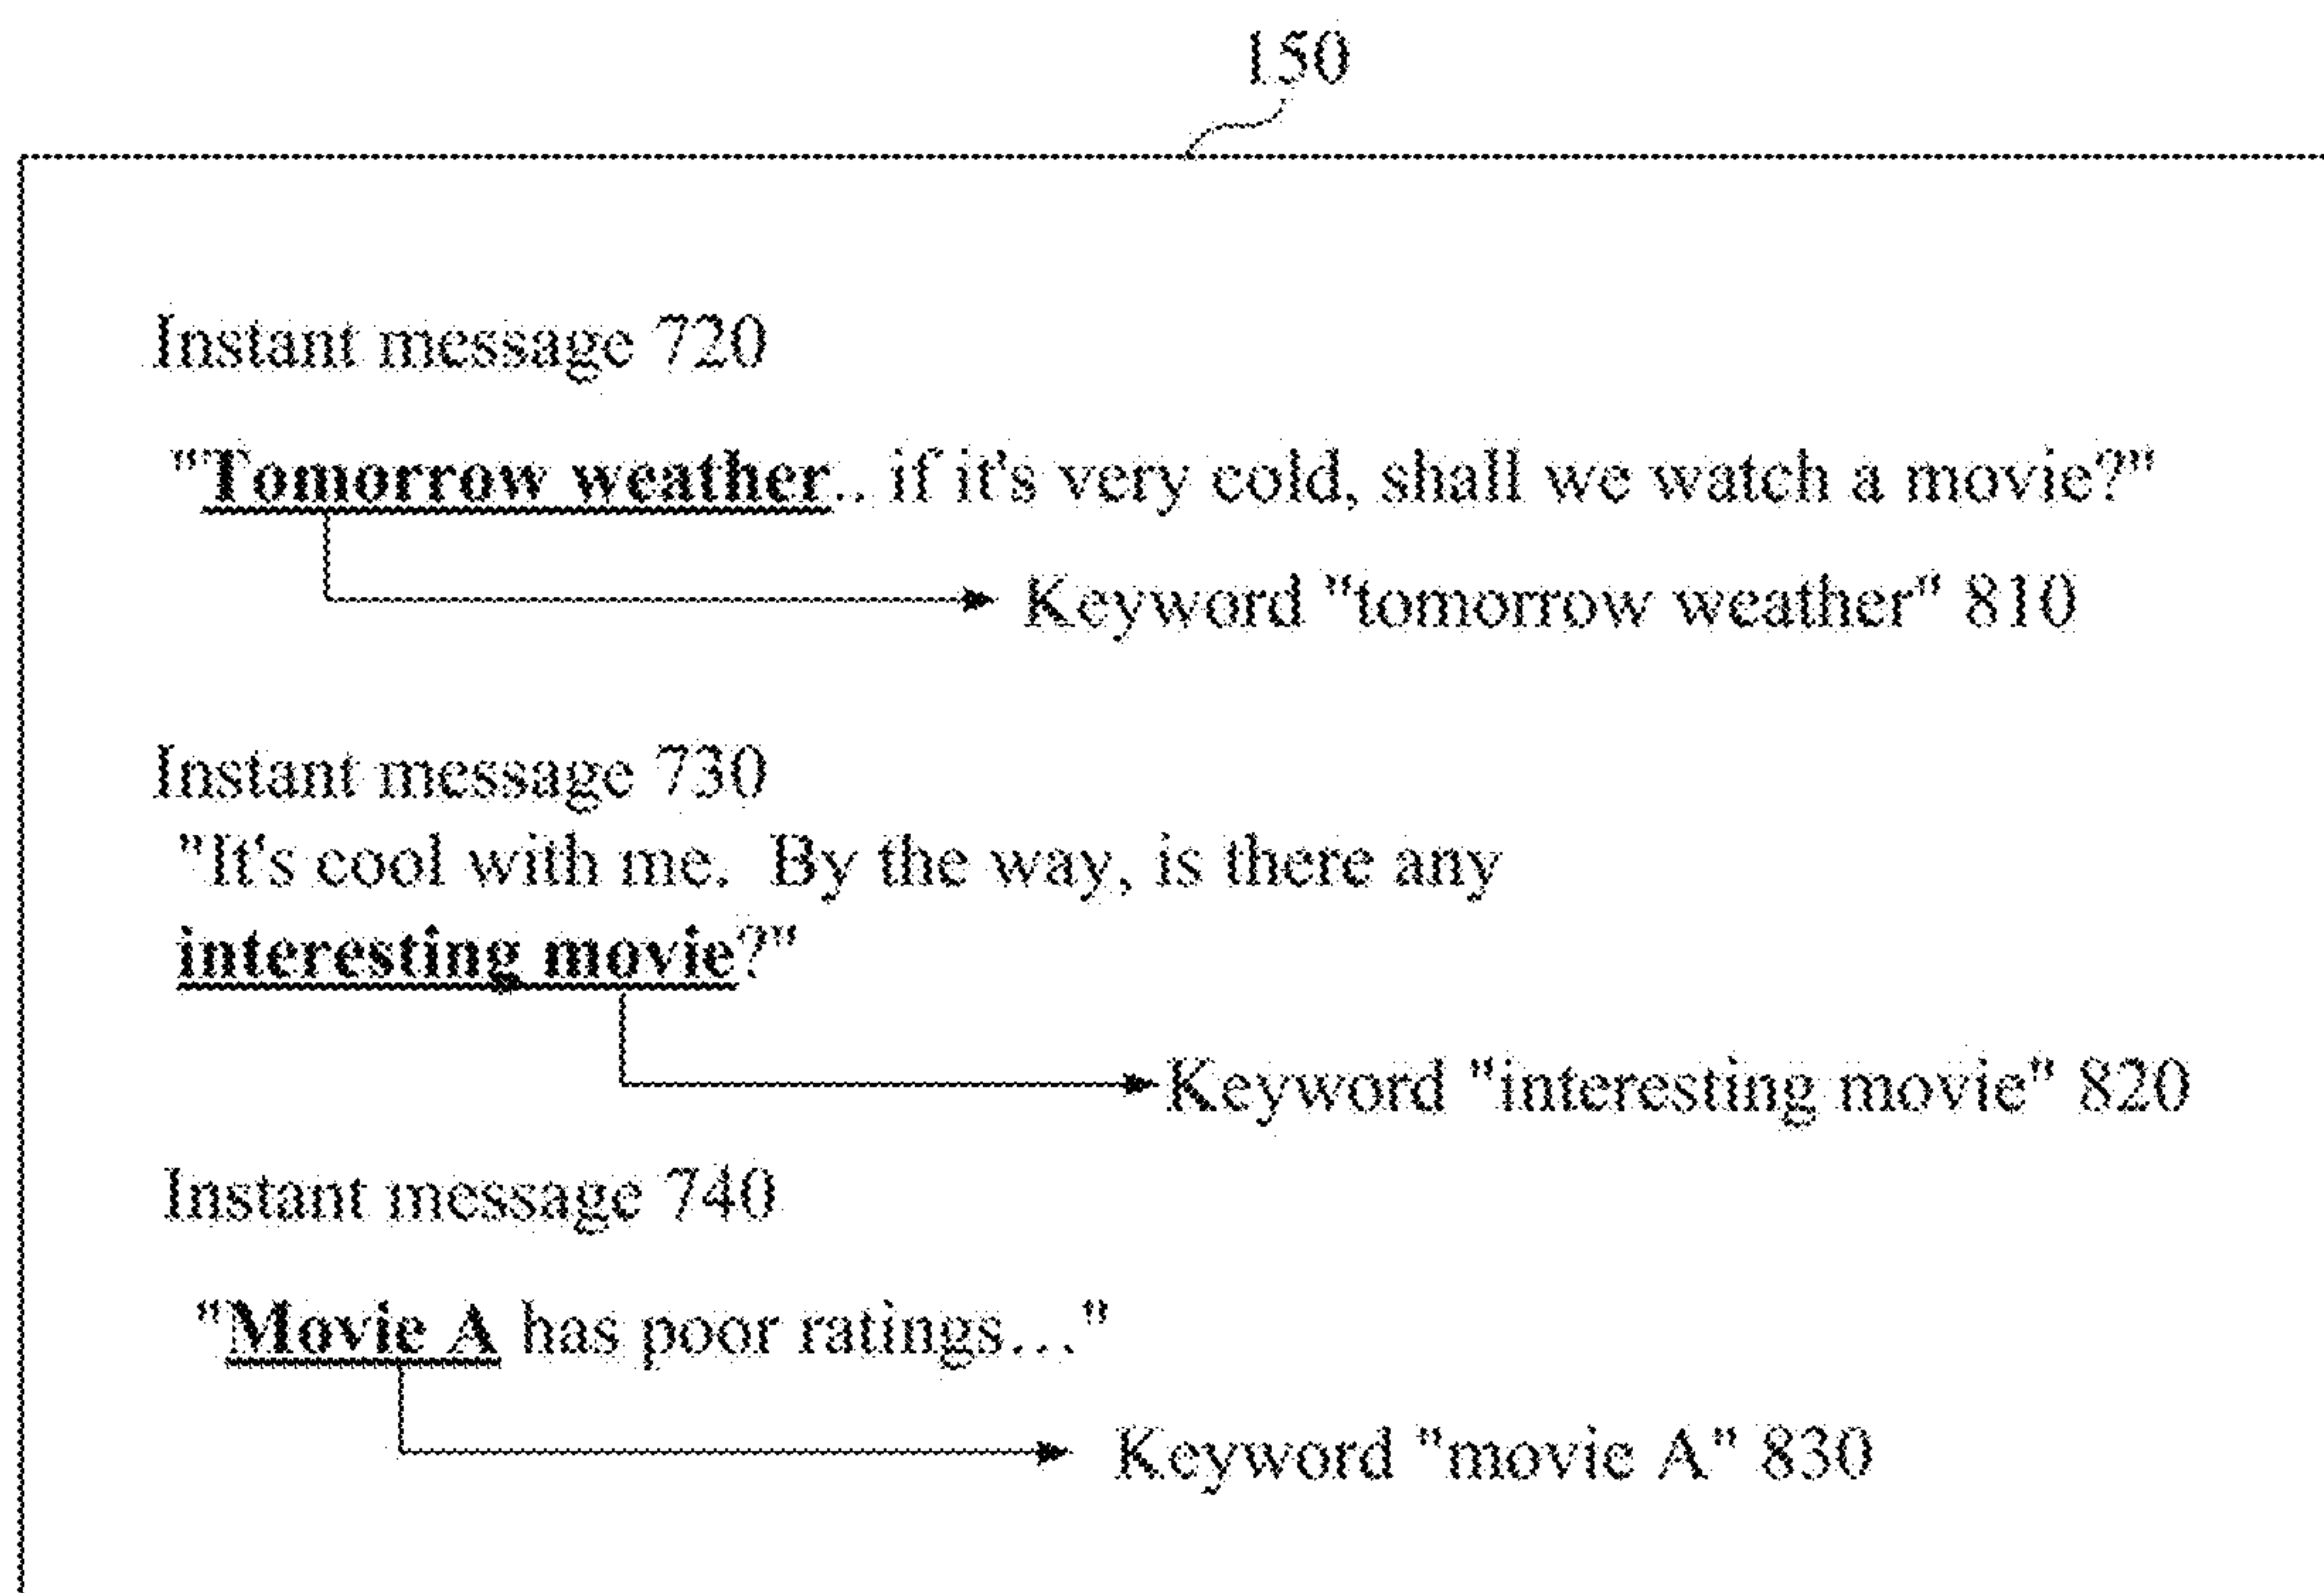 150
Instant message 720
"Tomorrow weather.. if it's very cold, shall we watch a movie?"
Keyword "tomorrow weather" 810
Instant message 730
"It's cool with me.  By the way, is there any
interesting movie?"
Keyword "interesting movie" 820
Instant message 740
"Movie A has poor ratings..."
Keyword "movie A" 830